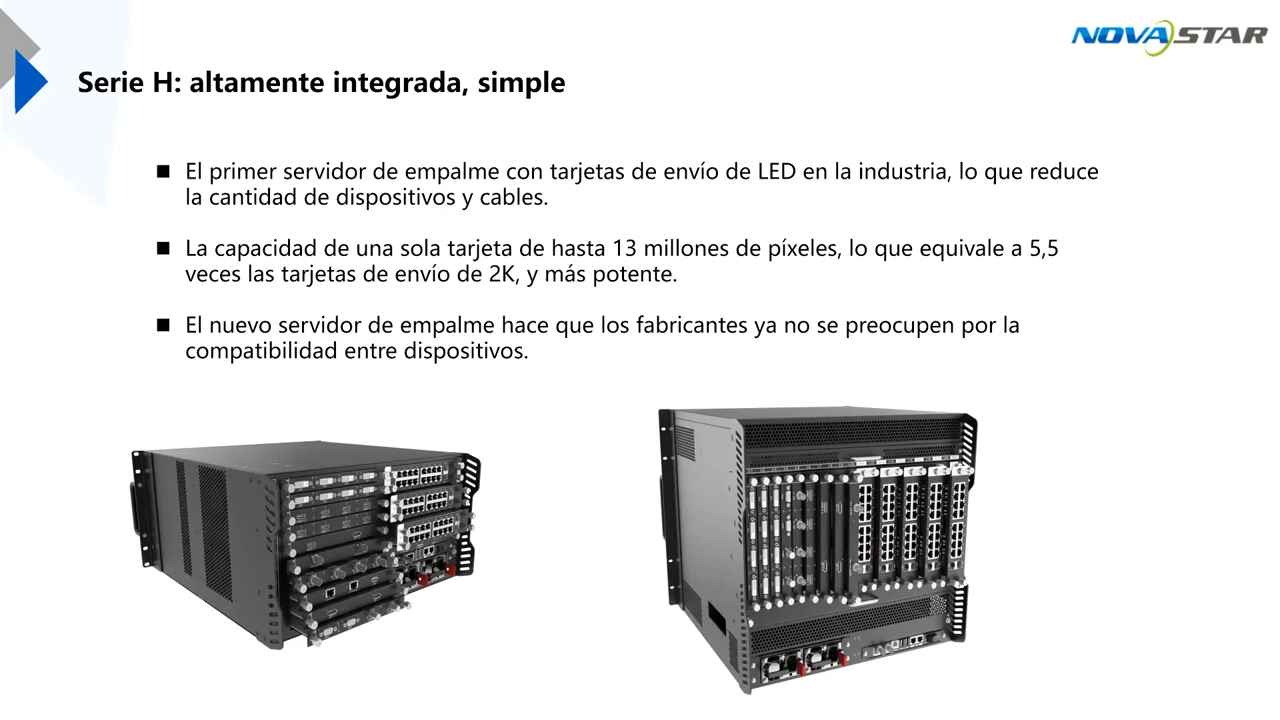 NOVASTAR
Serie H: altamente integrada, simple
El primer servidor de empalme con tarjetas de envío de LED en la industria, lo que reduce
la cantidad de dispositivos y cables.
La capacidad de una sola tarjeta de hasta 13 millones de píxeles, lo que equivale a 5,5
veces las tarjetas de envío de 2K, y más potente.
El nuevo servidor de empalme hace que los fabricantes ya no se preocupen por la
compatibilidad entre dispositivos.